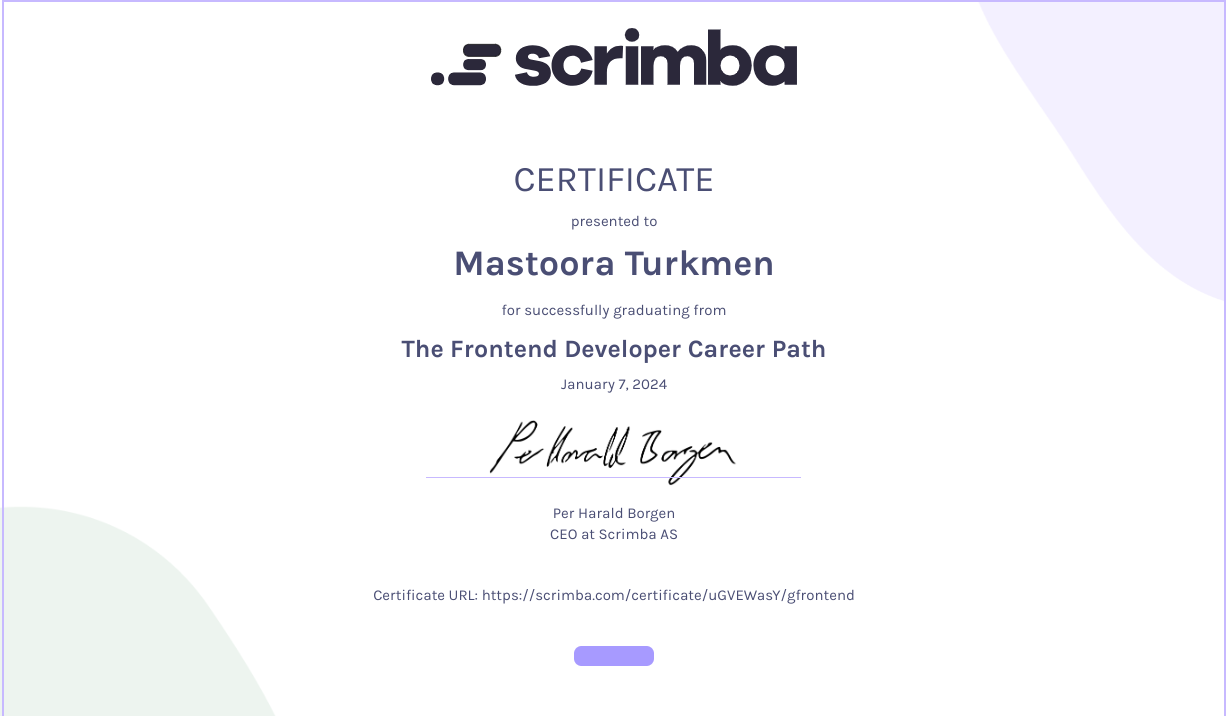 scrimba
CERTIFICATE
presented to
Mastoora Turkmen
for successfully graduating from
The Frontend Developer Career Path
January 7, 2024
Per Harald Borgen
Per Harald Borgen
CEO at Scrimba AS
Certificate URL: https://scrimba.com/certificate/uGVEWasY/gfrontend